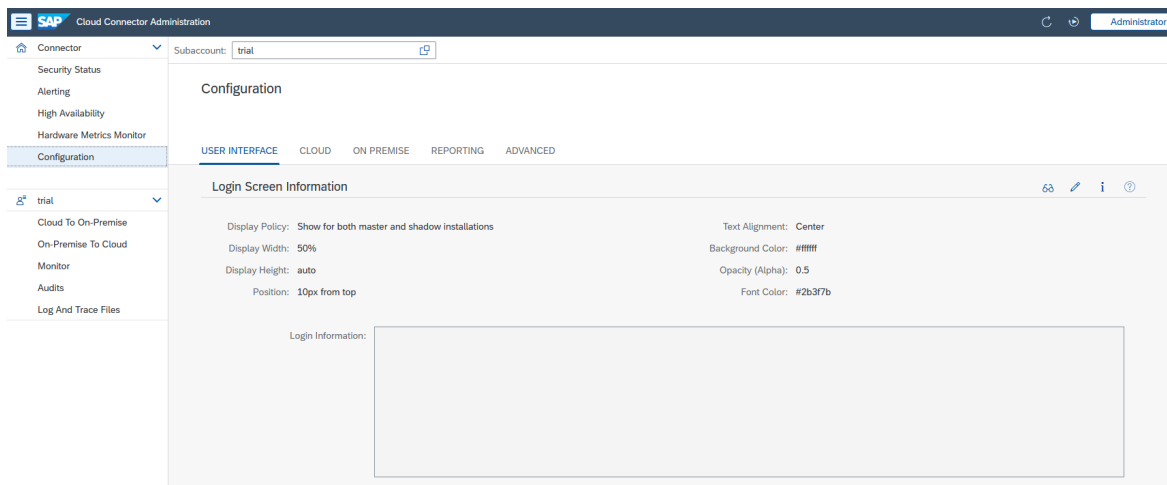 SAP Cloud Connector Administration
Administrator
Connector
Security Status
Alerting
High Availability
Hardware Metrics Monitor
Configuration
trial
Cloud To On-Premise
On-Premise To Cloud
Monitor
Audits
Log And Trace Files
Subaccount: trial
Configuration
USER INTERFACE CLOUD ON PREMISE REPORTING ADVANCED
Login Screen Information
Display Policy: Show for both master and shadow installations
Display Width: 50%
Display Height: auto
Position: 10px from top
Text Alignment: Center
Background Color: #ffffff
Opacity (Alpha): 0.5
Font Color: #2b3f7b
Login Information: